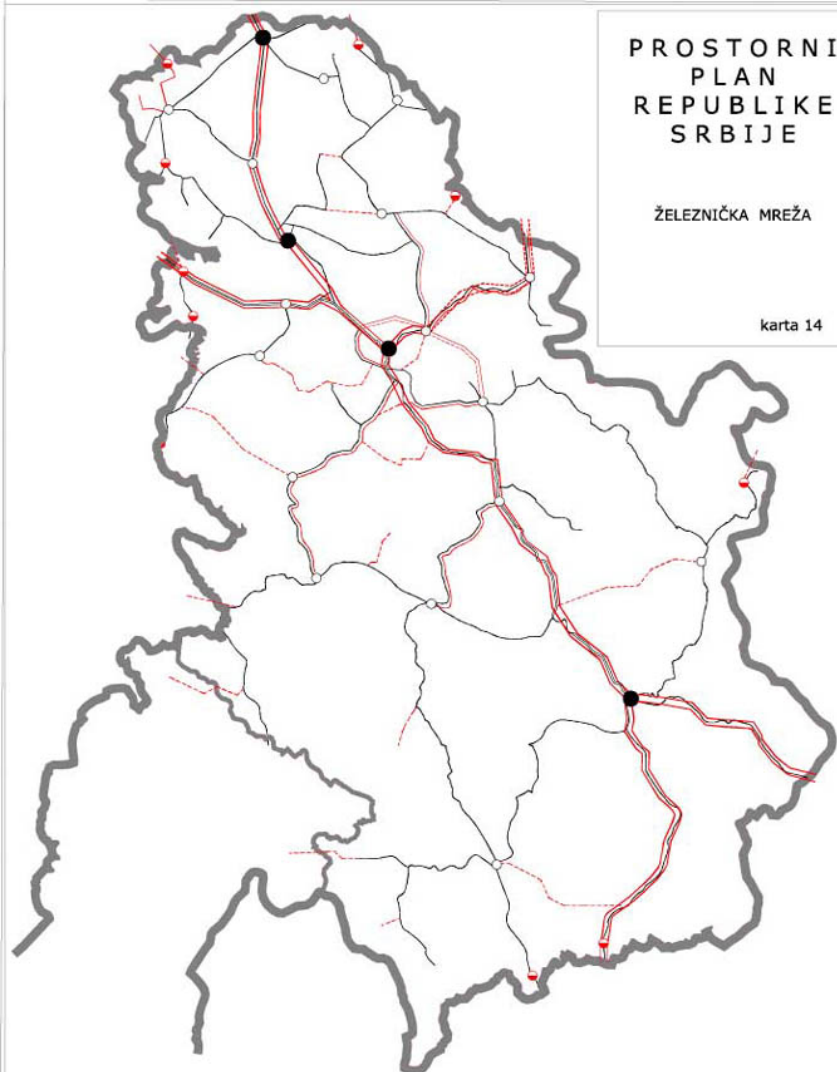 PROSTORNI
PLAN
REPUBLIKE
SRBIJE
ŽELEZNIČKA MREŽA
karta 14